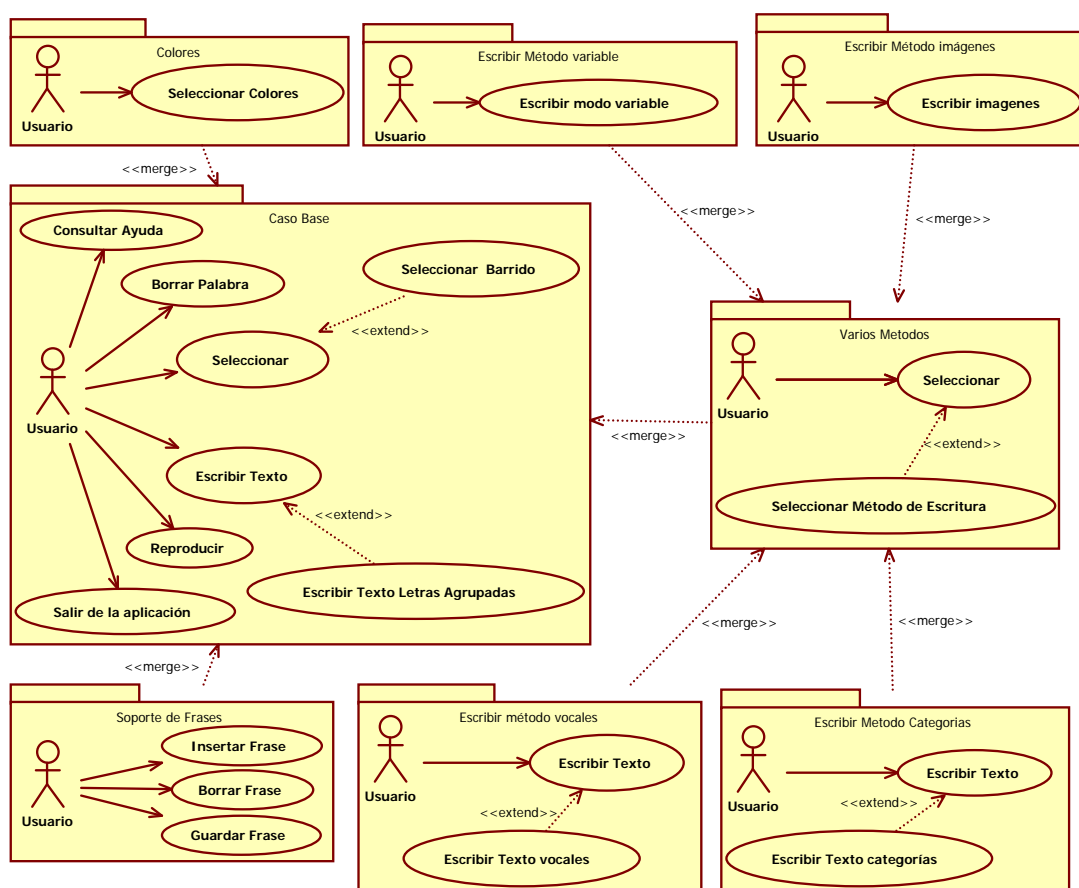 Colores
Usuario
Seleccionar Colores
Escribir Método variable
Usuario
Escribir modo variable
Escribir Método imágenes
Usuario
Escribir imagenes
<<merge>>
<<merge>>
<<merge>>
Caso Base
Consultar Ayuda
Borrar Palabra
Seleccionar Barrido
<<extend>>
Seleccionar
Usuario
Escribir Texto
<<extend>>
Reproducir
Escribir Texto Letras Agrupadas
Salir de la aplicación
<<merge>>
Varios Metodos
Usuario
Seleccionar
<<extend>>
Seleccionar Método de Escritura
<<merge>>
<<merge>>
<<merge>>
Soporte de Frases
Usuario
Insertar Frase
Borrar Frase
Guardar Frase
Escribir método vocales
Usuario
Escribir Texto
<<extend>>
Escribir Texto vocales
Escribir Metodo Categorias
Usuario
Escribir Texto
<<extend>>
Escribir Texto categorías